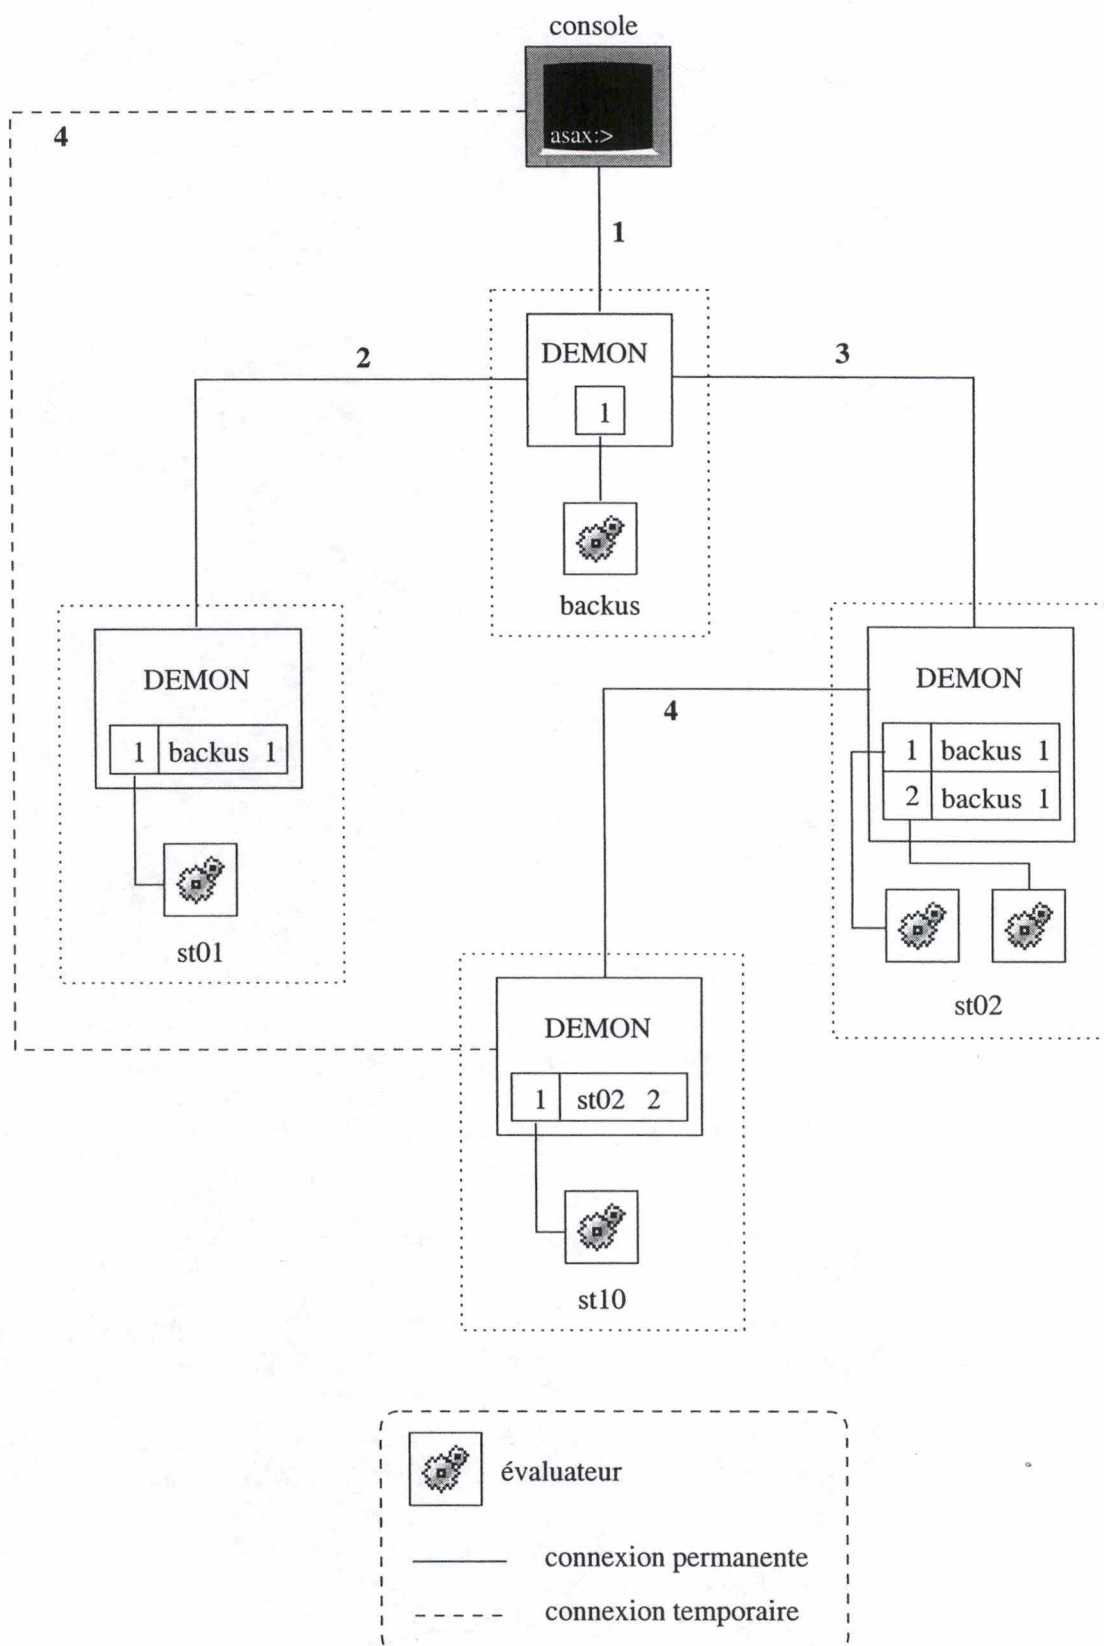 console
asax:>
4
1
DEMON
2
3
1
backus
DEMON
1 backus 1
st01
DEMON
4
1 backus 1
2 backus 1
st02
DEMON
1 st02 2
st10
évaluateur
connexion permanente
connexion temporaire